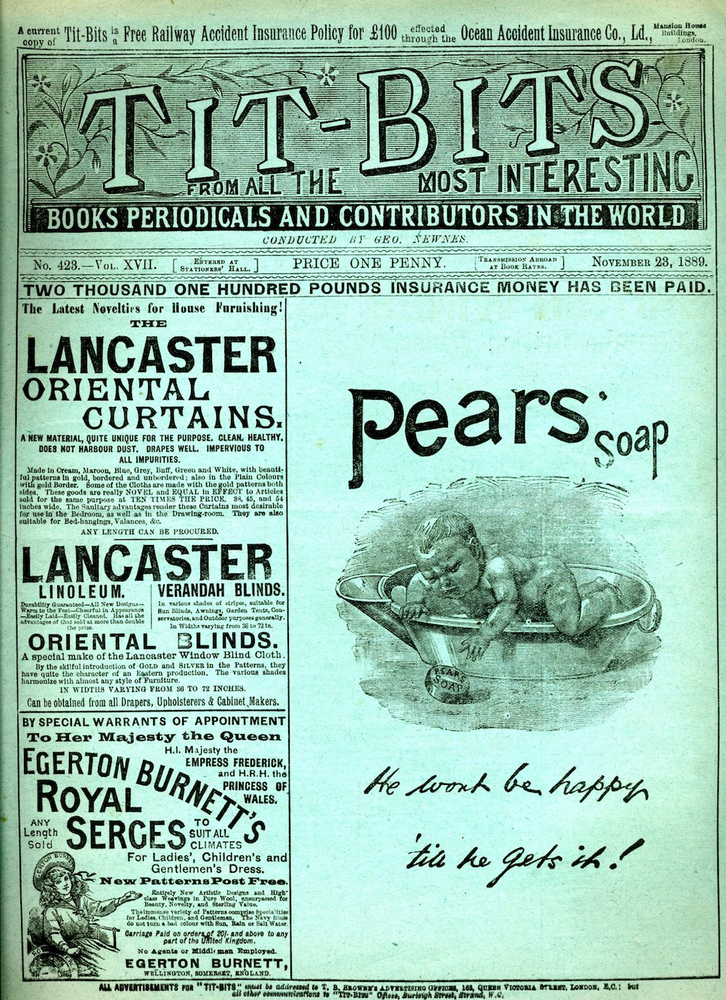 A current copy of Tit-Bits is a Free Railway Accident Insurance Policy for £100 effected through the Ocean Accident Insurance Co., Ld., Mansion House Buildings, London.
TIT-BITS
FROM ALL THE MOST INTERESTING
BOOKS PERIODICALS AND CONTRIBUTORS IN THE WORLD
CONDUCTED BY GEO. NEWNES.
No. 423.—Vol. XVII. [Entered at Stationers' Hall.] PRICE ONE PENNY. [Transmission Abroad at Book Rates.] November 23, 1889.
TWO THOUSAND ONE HUNDRED POUNDS INSURANCE MONEY HAS BEEN PAID.
The Latest Novelties for House Furnishing!
THE
LANCASTER
ORIENTAL
CURTAINS.
A NEW MATERIAL, QUITE UNIQUE FOR THE PURPOSE. CLEAN, HEALTHY,
DOES NOT HARBOUR DUST. DRAPES WELL. IMPERVIOUS TO
ALL IMPURITIES.
Made in Cream, Maroon, Blue, Grey, Buff, Green and White, with beauti-
ful patterns in gold, bordered and unbordered; also in the Plain Colours
with gold Border. Some of the Cloths are made with the gold patterns both
sides. These goods are really NOVEL and EQUAL in EFFECT to Articles
sold for the same purpose at TEN TIMES THE PRICE. 38, 45, and 54
inches wide. The Sanitary advantages render these Curtains most desirable
for use in the Bedroom, as well as in the Drawing-room. They are also
suitable for Bed-hangings, Valances, &c.
ANY LENGTH CAN BE PROCURED.
LANCASTER
LINOLEUM.
Durability Guaranteed—All New Designs—
Warm to the Feet—Cheerful in Appearance
—Easily Laid—Easily Cleaned. Has all the
advantages of that sold at more than double
the price.
VERANDAH BLINDS.
In various shades of stripes, suitable for
Sun Blinds, Awnings, Garden Tents, Con-
servatories, and Outdoor purposes generally.
In Widths varying from 36 to 72 in.
ORIENTAL BLINDS.
A special make of the Lancaster Window Blind Cloth.
By the skilful introduction of GOLD and SILVER in the Patterns, they
have quite the character of an Eastern production. The various shades
harmonize with almost any style of Furniture.
IN WIDTHS VARYING FROM 36 TO 72 INCHES.
Can be obtained from all Drapers, Upholsterers & Cabinet Makers.
BY SPECIAL WARRANTS OF APPOINTMENT
To Her Majesty the Queen
H.I. Majesty the
EMPRESS FREDERICK,
and H.R.H. the
PRINCESS OF
WALES.
EGERTON BURNETT'S
ROYAL
SERGES
ANY
Length
Sold
TO
SUIT ALL
CLIMATES
For Ladies', Children's and
Gentlemen's Dress.
New Patterns Post Free.
EGERTON BURN
Entirely New Artistic Designs and High-
class Weavings in Pure Wool, unsurpassed for
Beauty, Novelty, and Sterling Value.
The immense variety of Patterns comprise Specialities
for Ladies, Children, and Gentlemen. The Navy Blues
do not turn a bad colour with Sun, Rain or Salt Water.
Carriage Paid on orders of 20/- and above to any
part of the United Kingdom.
No Agents or Middlemen Employed.
EGERTON BURNETT,
WELLINGTON, SOMERSET, ENGLAND.
Pears' Soap
PEARS
SOAP
He wont be happy
'till he gets it!
ALL ADVERTISEMENTS FOR "TIT-BITS" must be addressed to T. B. BROWNE'S ADVERTISING OFFICES, 163, QUEEN VICTORIA STREET, LONDON, E.C.; but
all other communications to "TIT-BITS" Offices, Burleigh Street, Strand, W.C.